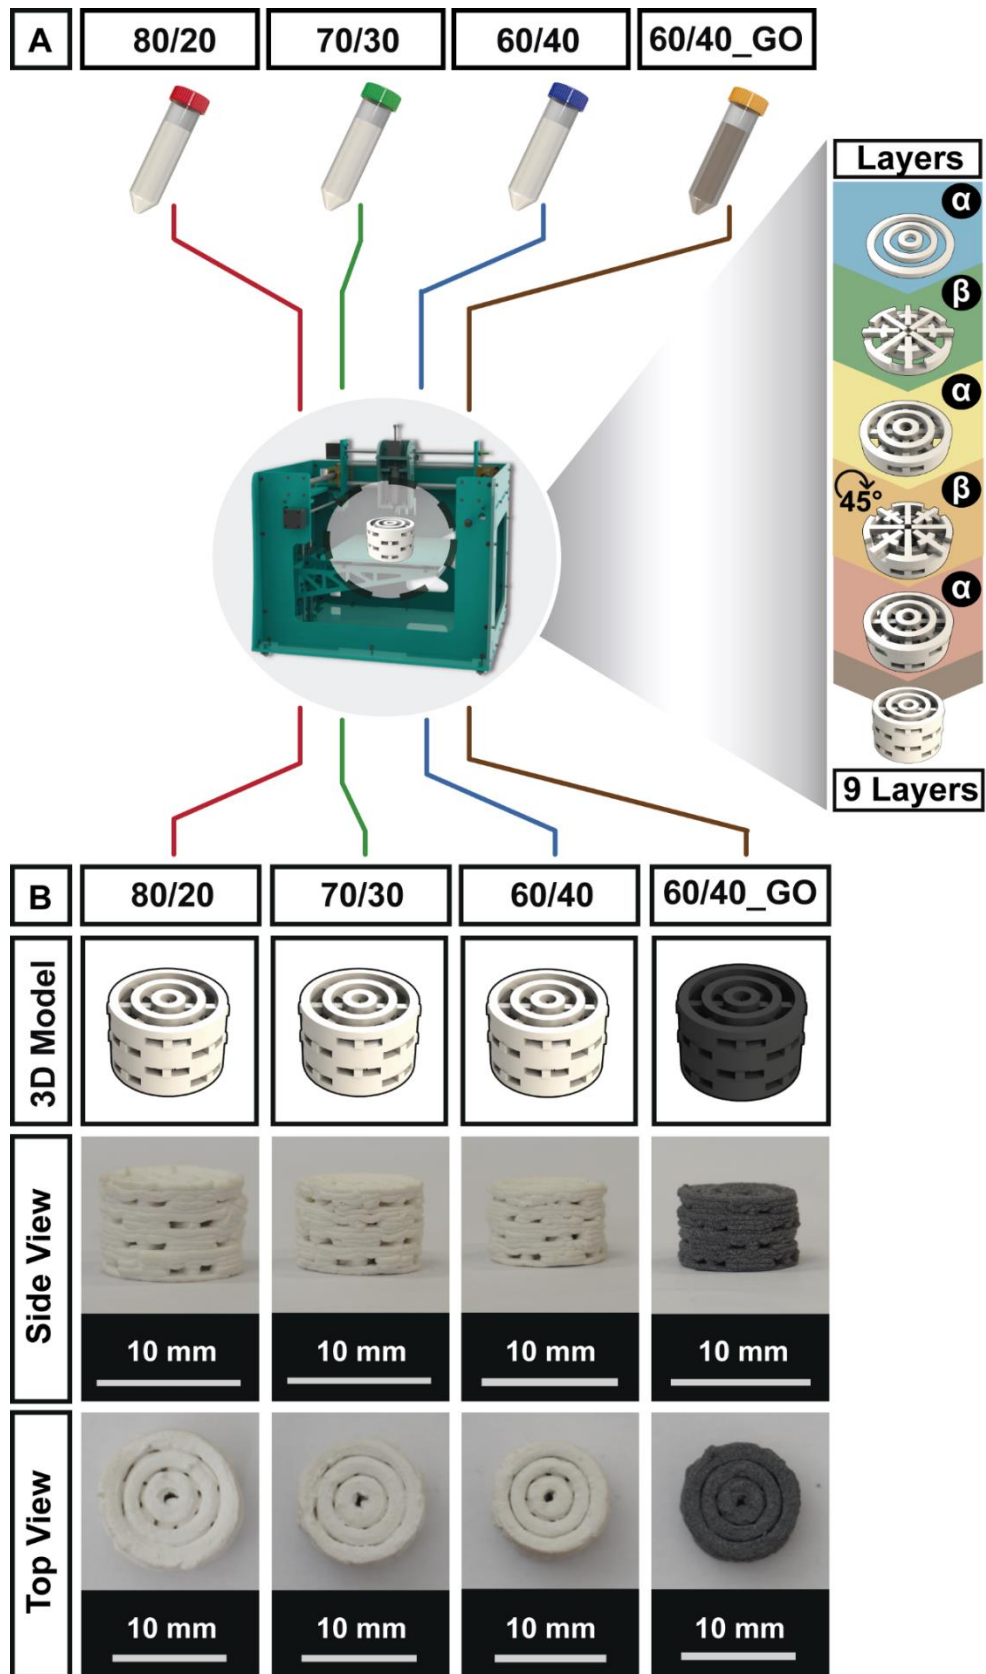 A
80/20
70/30
60/40
60/40_GO
Layers
α
β
α
45°
β
α
9 Layers
B
80/20
70/30
60/40
60/40_GO
3D Model
Side View
10 mm
10 mm
10 mm
10 mm
Top View
10 mm
10 mm
10 mm
10 mm